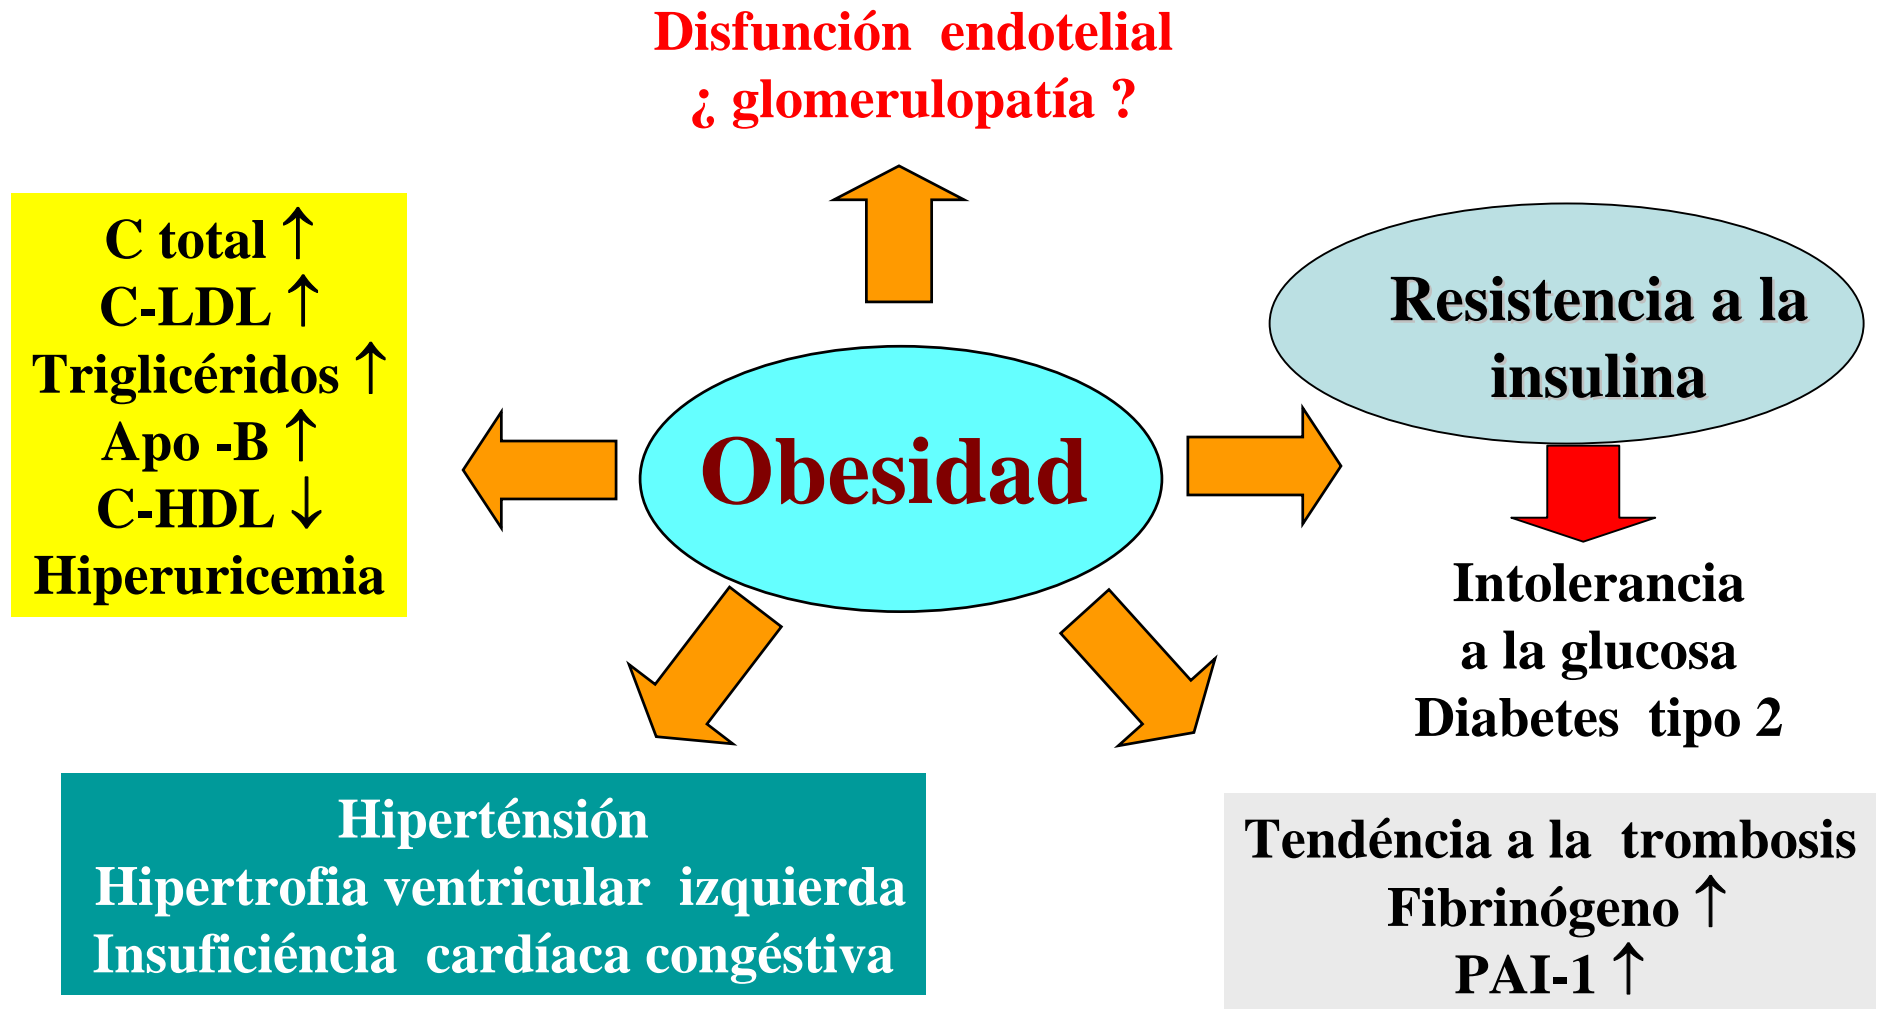 Disfunción endotelial
¿ glomerulopatía ?
C total ↑
C-LDL ↑
Triglicéridos ↑
Apo -B ↑
C-HDL ↓
Hiperuricemia
Obesidad
Resistencia a la
insulina
Intolerancia
a la glucosa
Diabetes tipo 2
Hiperténsión
Hipertrofia ventricular izquierda
Insuficiéncia cardíaca congéstiva
Tendéncia a la trombosis
Fibrinógeno ↑
PAI-1 ↑